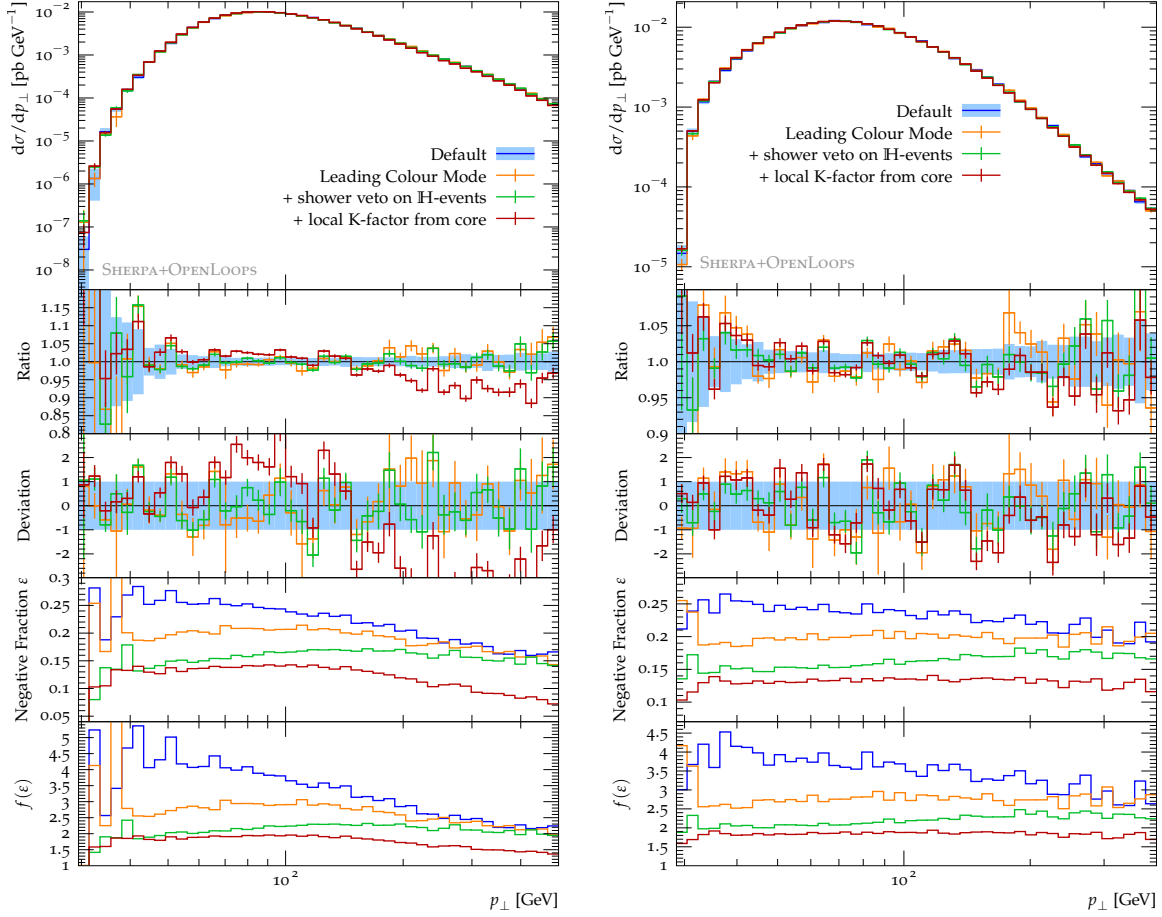 dσ/dp⊥ [pb GeV⁻¹]
10⁻²
10⁻³
10⁻⁴
10⁻⁵
10⁻⁶
10⁻⁷
10⁻⁸
Default
Leading Colour Mode
+ shower veto on ℍ-events
+ local K-factor from core
SHERPA+OPENLOOPS
Ratio
1.15
1.1
1.05
1.0
0.95
0.9
0.85
0.8
Deviation
2
1
0
-1
-2
Negative Fraction ε
0.3
0.25
0.2
0.15
0.1
0.05
f(ε)
5
4.5
4
3.5
3
2.5
2
1.5
1
10²
p⊥ [GeV]
dσ/dp⊥ [pb GeV⁻¹]
10⁻²
10⁻³
10⁻⁴
10⁻⁵
Default
Leading Colour Mode
+ shower veto on ℍ-events
+ local K-factor from core
SHERPA+OPENLOOPS
Ratio
1.05
1.0
0.95
0.9
Deviation
2
1
0
-1
-2
Negative Fraction ε
0.25
0.2
0.15
0.1
f(ε)
4.5
4
3.5
3
2.5
2
1.5
1
10²
p⊥ [GeV]